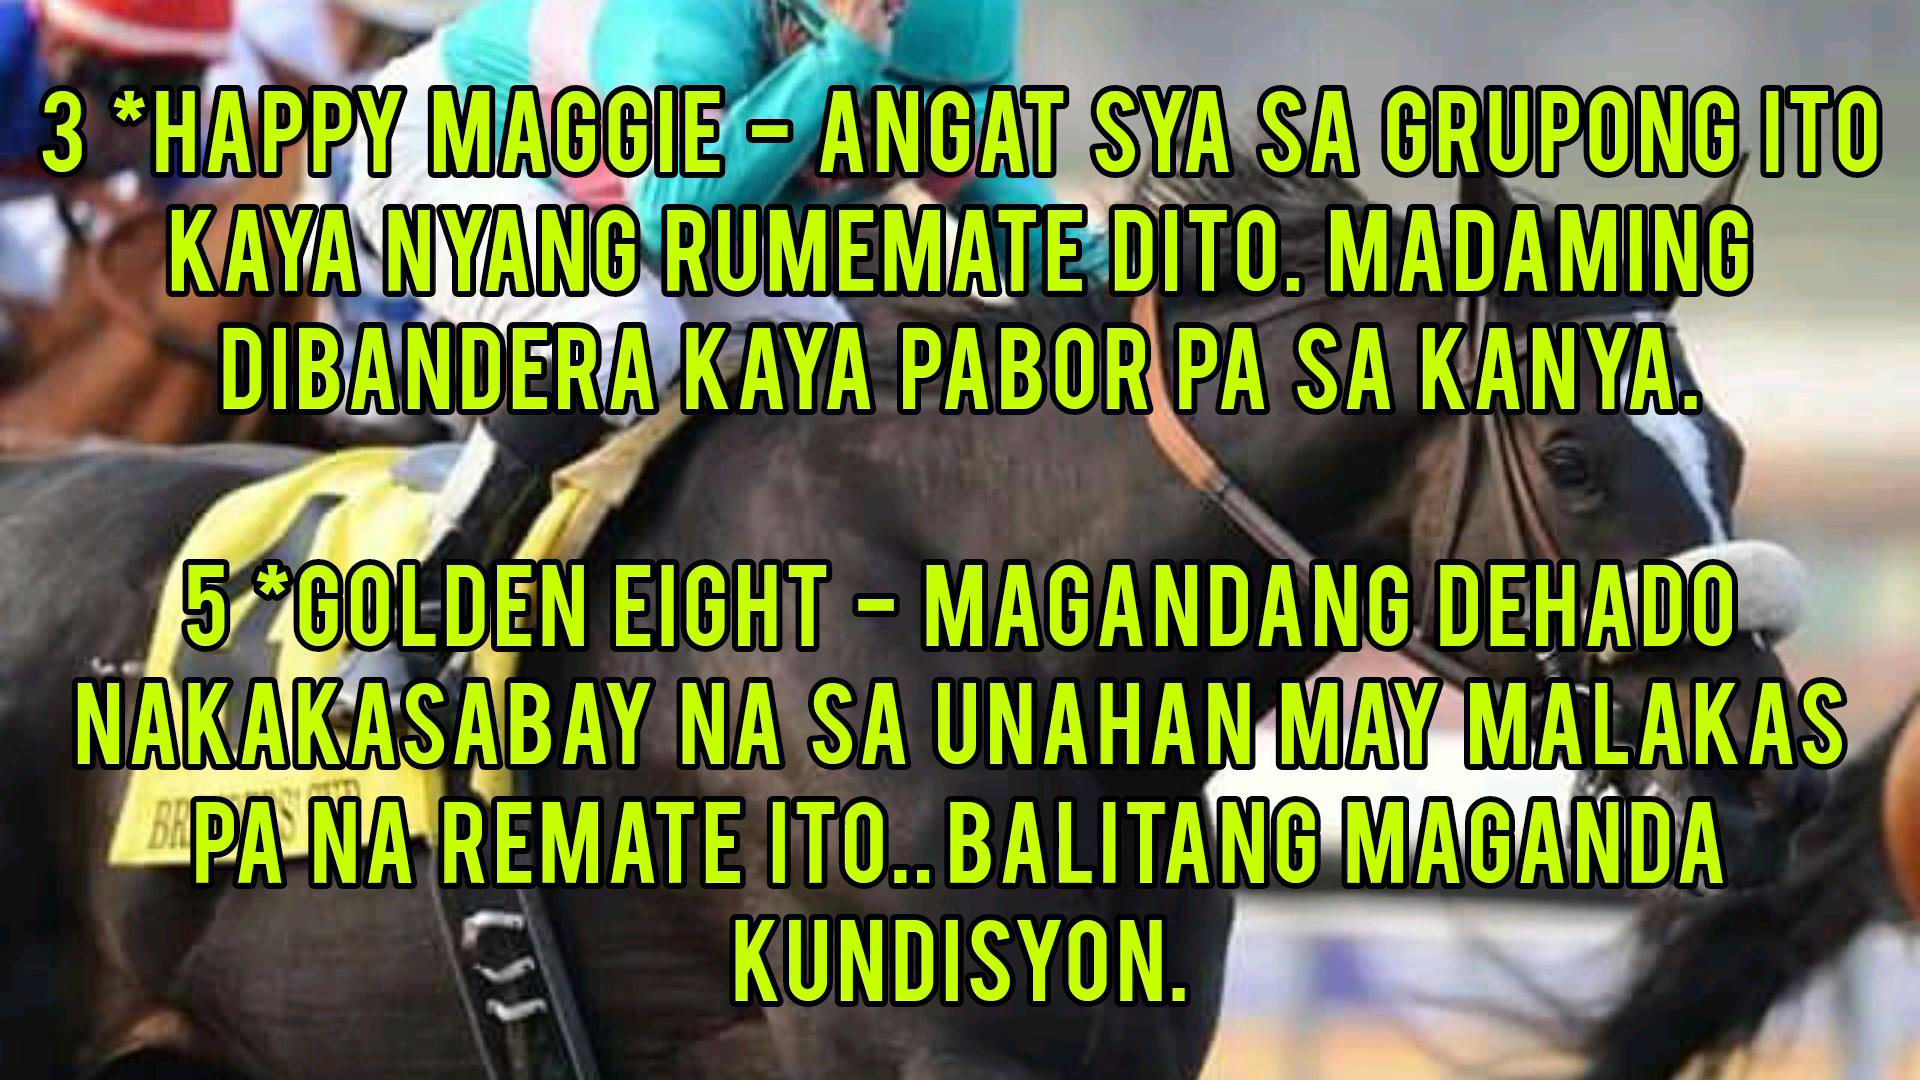 3 *HAPPY MAGGIE – ANGAT SYA SA GRUPONG ITO
KAYA NYANG RUMEMATE DITO. MADAMING
DIBANDERA KAYA PABOR PA SA KANYA.
5 *GOLDEN EIGHT – MAGANDANG DEHADO
NAKAKASABAY NA SA UNAHAN MAY MALAKAS
PA NA REMATE ITO.. BALITANG MAGANDA
KUNDISYON.
4